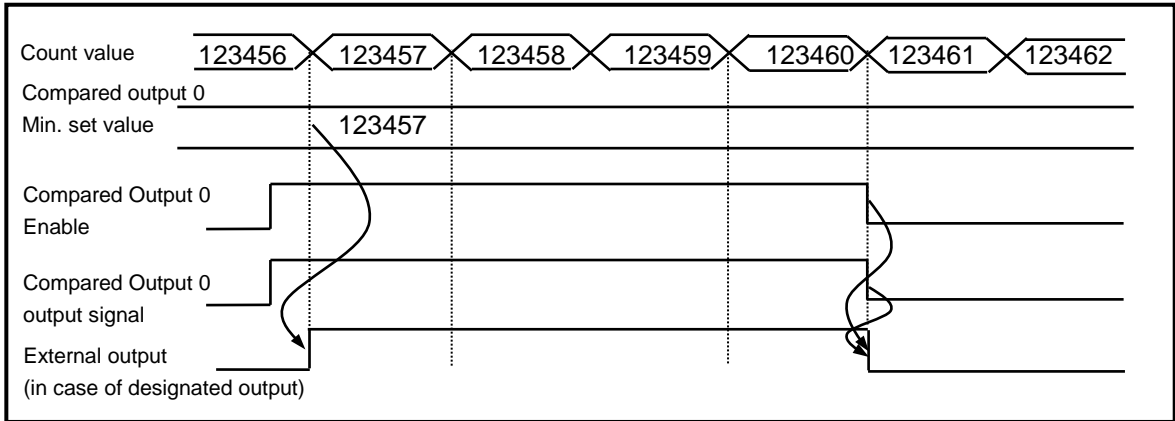 Count value 123456 123457 123458 123459 123460 123461 123462
Compared output 0
Min. set value 123457
Compared Output 0
Enable
Compared Output 0
output signal
External output
(in case of designated output)